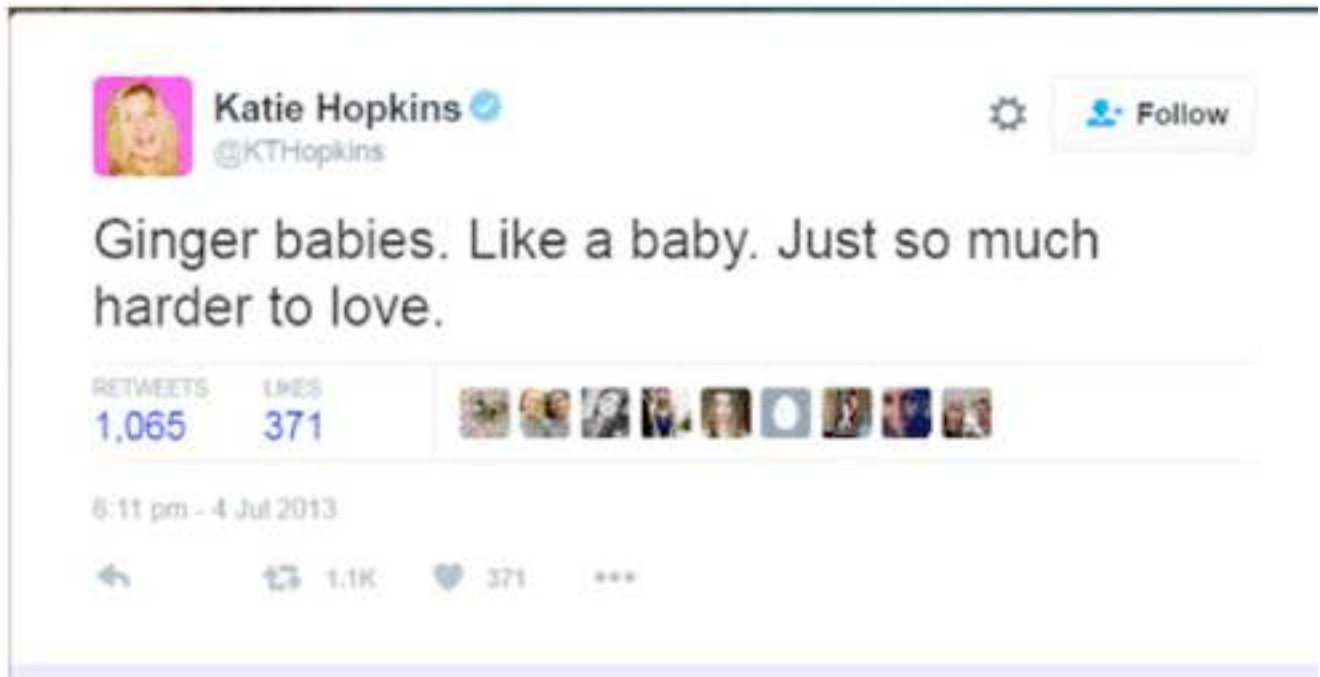 Katie Hopkins
@KTHopkins
Follow
Ginger babies. Like a baby. Just so much
harder to love.
RETWEETS LIKES
1,065 371
6:11 pm - 4 Jul 2013
1.1K 371